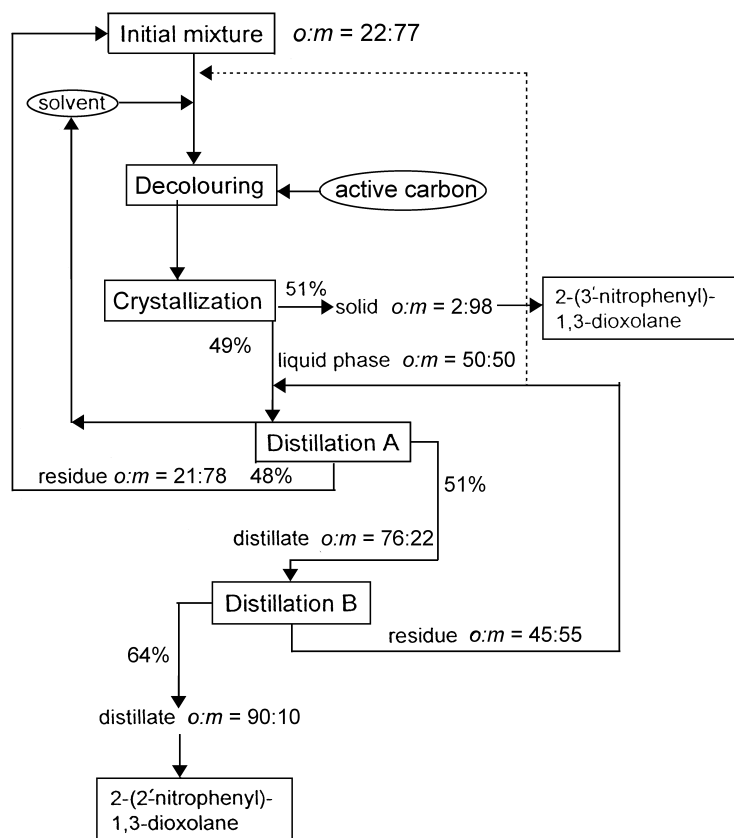 Initial mixture o:m = 22:77
solvent
Decolouring
active carbon
Crystallization
51%
solid o:m = 2:98
2-(3'-nitrophenyl)-
1,3-dioxolane
49%
liquid phase o:m = 50:50
Distillation A
residue o:m = 21:78
48%
51%
distillate o:m = 76:22
Distillation B
residue o:m = 45:55
64%
distillate o:m = 90:10
2-(2'-nitrophenyl)-
1,3-dioxolane